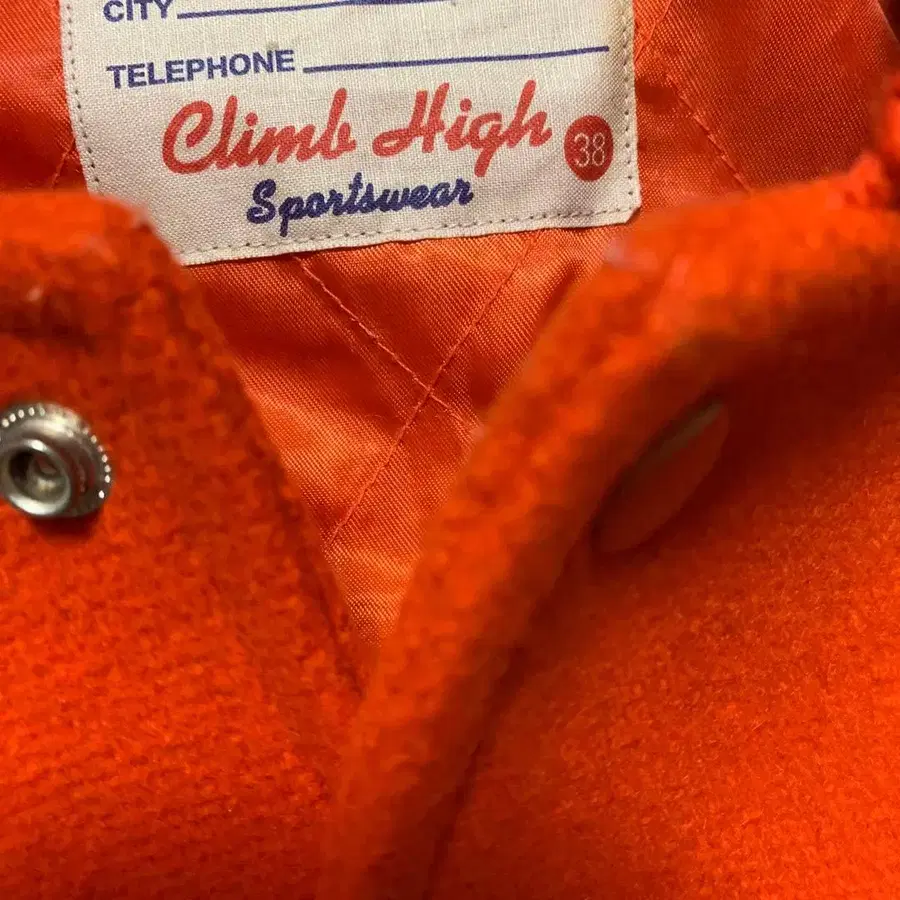 CITY
TELEPHONE
Climb High 38
Sportswear